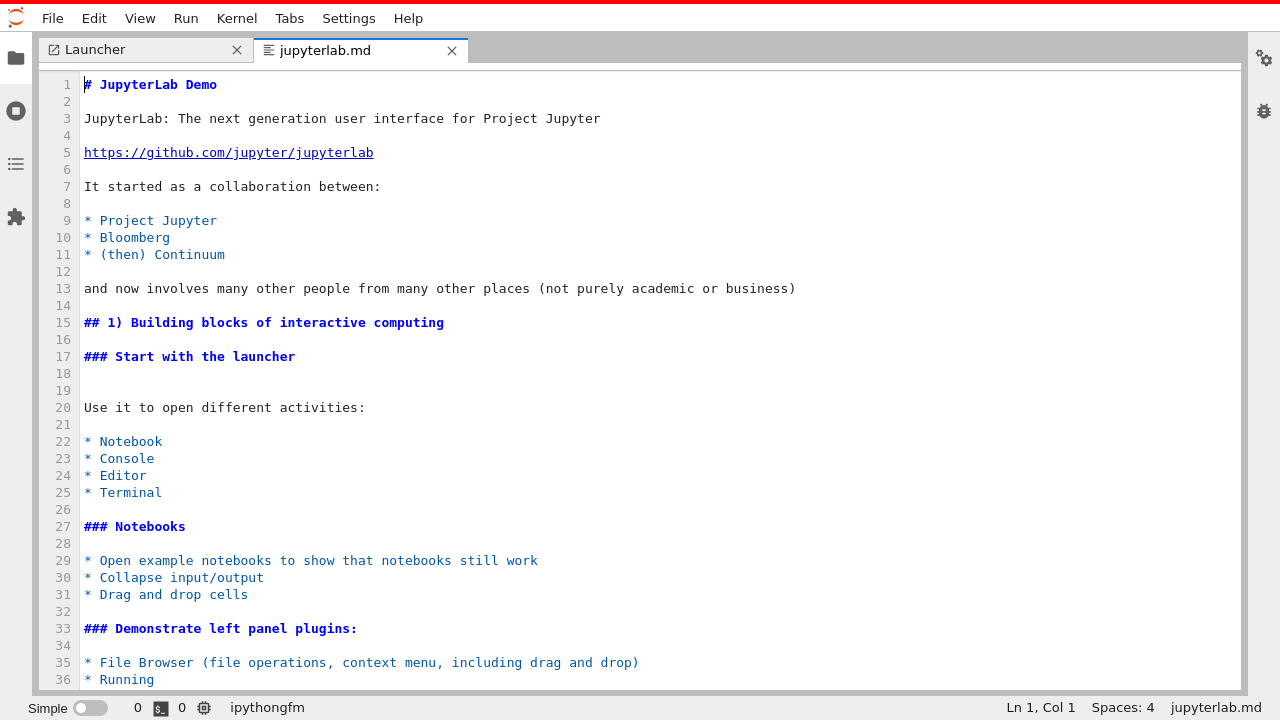 File Edit View Run Kernel Tabs Settings Help
Launcher
jupyterlab.md
1 # JupyterLab Demo
2
3 JupyterLab: The next generation user interface for Project Jupyter
4
5 https://github.com/jupyter/jupyterlab
6
7 It started as a collaboration between:
8
9 * Project Jupyter
10 * Bloomberg
11 * (then) Continuum
12
13 and now involves many other people from many other places (not purely academic or business)
14
15 ## 1) Building blocks of interactive computing
16
17 ### Start with the launcher
18
19
20 Use it to open different activities:
21
22 * Notebook
23 * Console
24 * Editor
25 * Terminal
26
27 ### Notebooks
28
29 * Open example notebooks to show that notebooks still work
30 * Collapse input/output
31 * Drag and drop cells
32
33 ### Demonstrate left panel plugins:
34
35 * File Browser (file operations, context menu, including drag and drop)
36 * Running
Simple 0 $_ 0 ipythongfm Ln 1, Col 1 Spaces: 4 jupyterlab.md